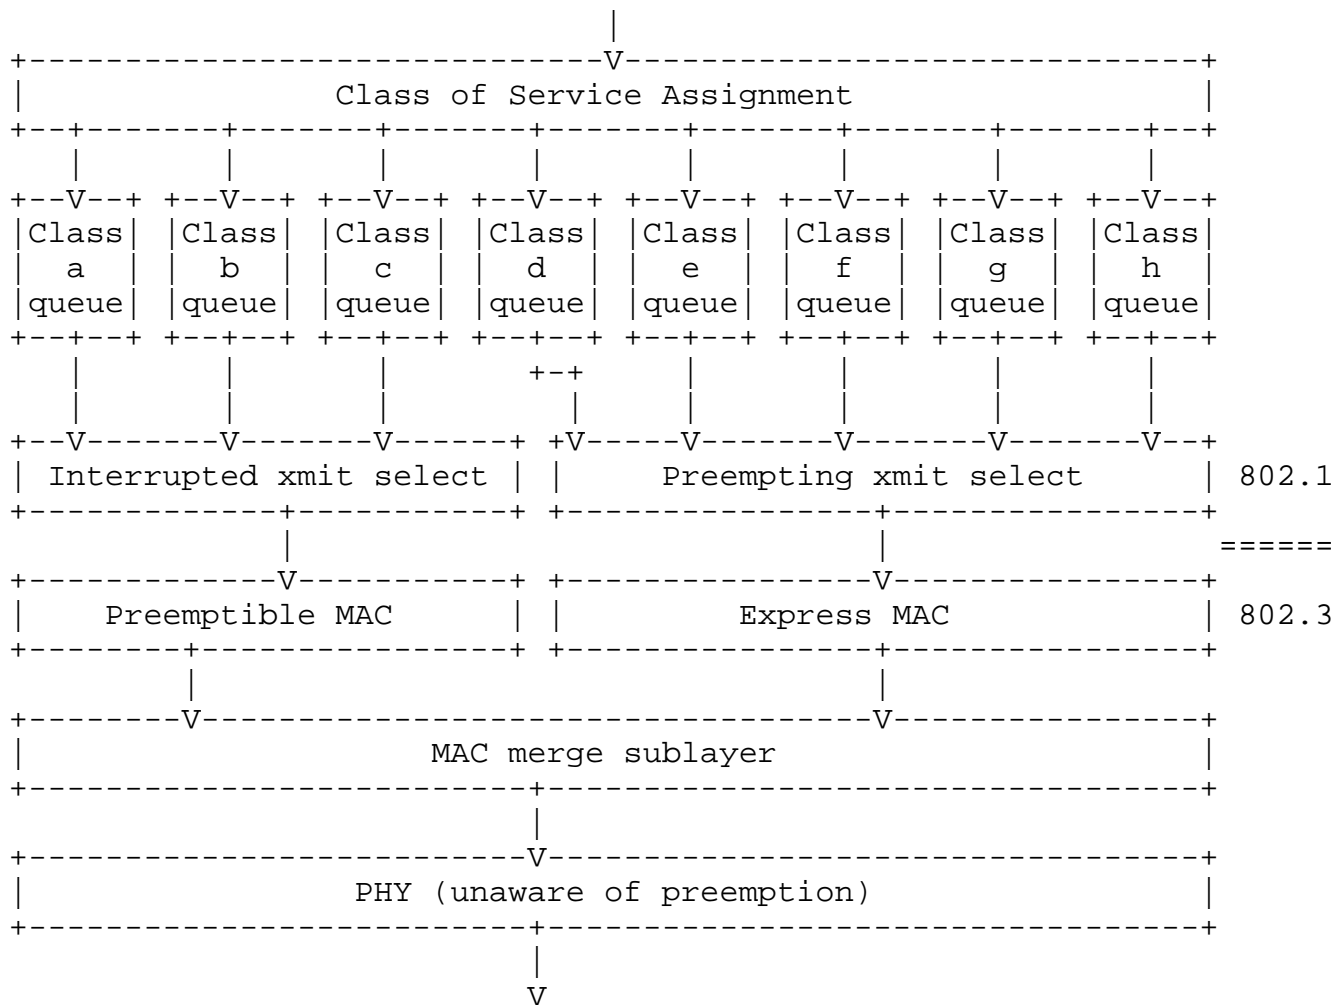 Class of Service Assignment
Class Class Class Class Class Class Class Class
a b c d e f g h
queue queue queue queue queue queue queue queue
Interrupted xmit select Preempting xmit select 802.1
======
Preemptible MAC Express MAC 802.3
MAC merge sublayer
PHY (unaware of preemption)